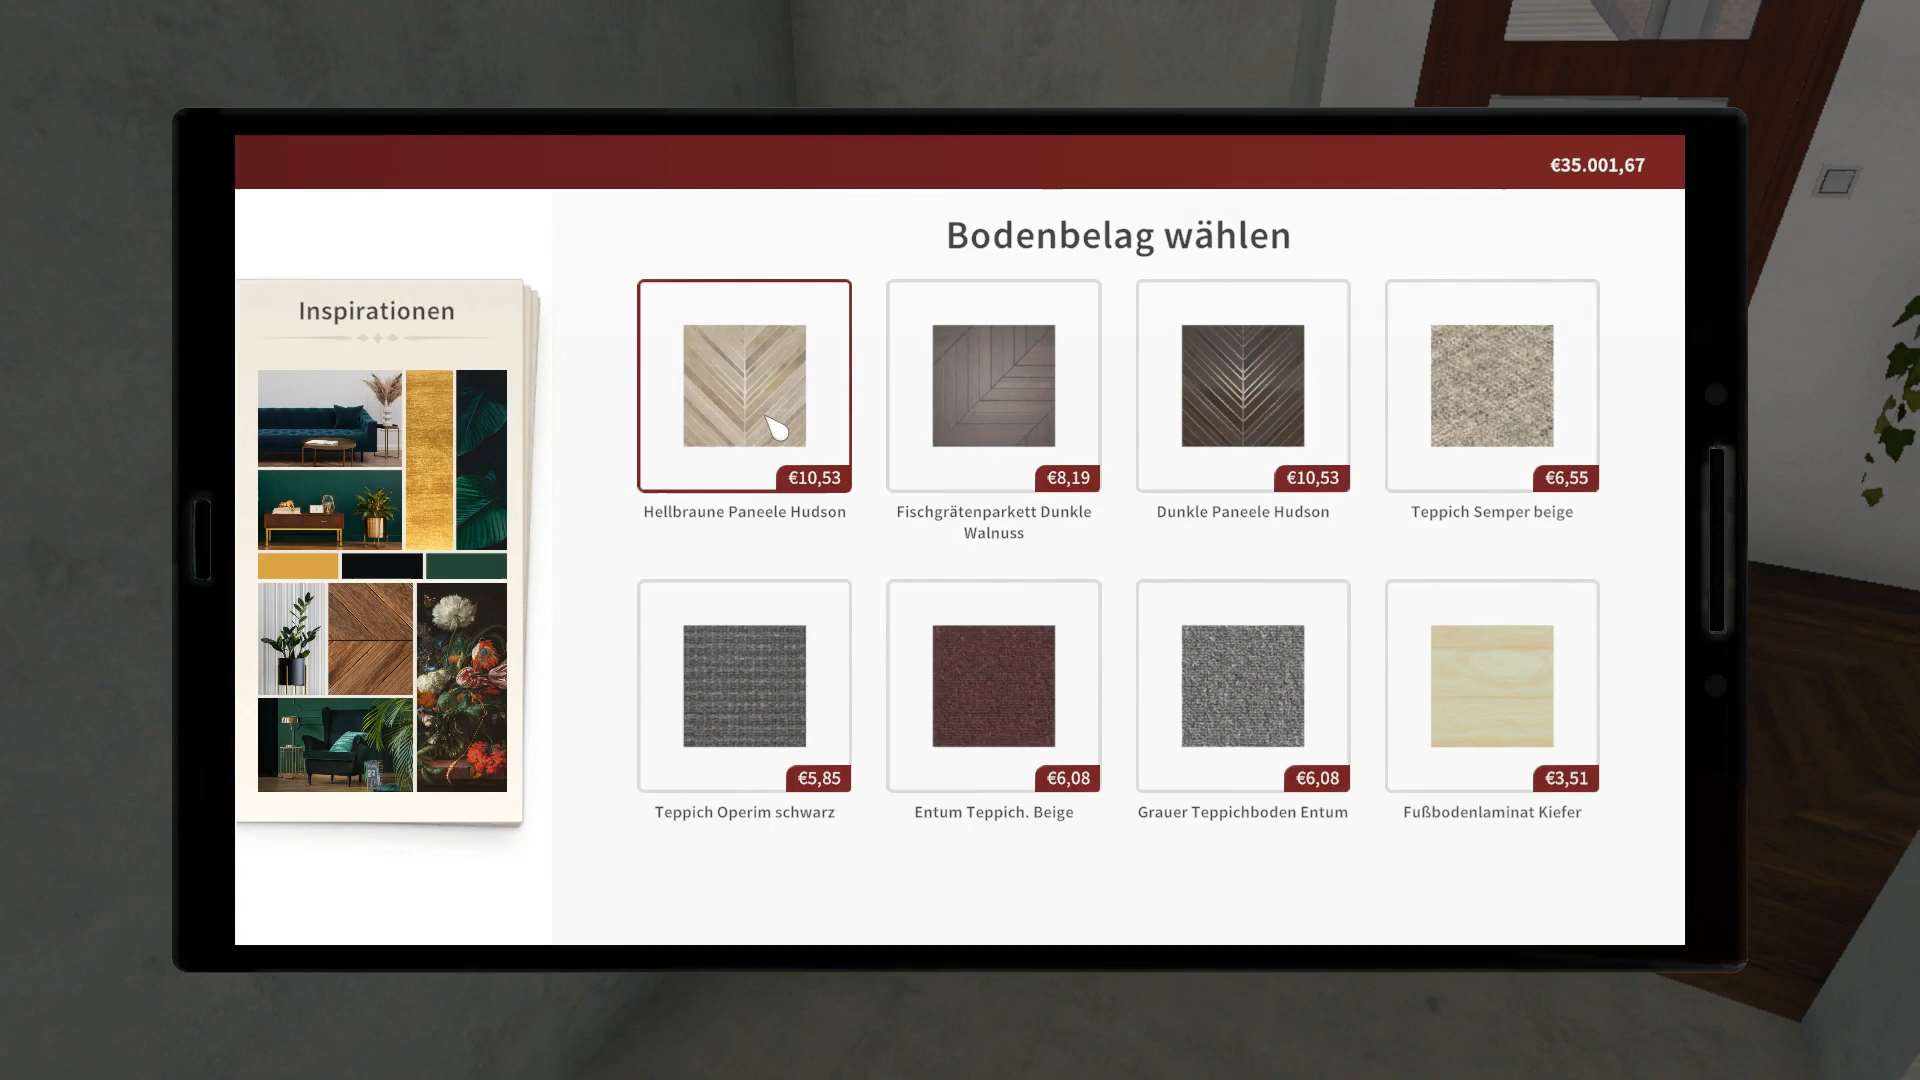 €35.001,67
Bodenbelag wählen
Inspirationen
€10,53
€8,19
€10,53
€6,55
Hellbraune Paneele Hudson
Fischgrätenparkett Dunkle
Walnuss
Dunkle Paneele Hudson
Teppich Semper beige
€5,85
€6,08
€6,08
€3,51
Teppich Operim schwarz
Entum Teppich. Beige
Grauer Teppichboden Entum
Fußbodenlaminat Kiefer